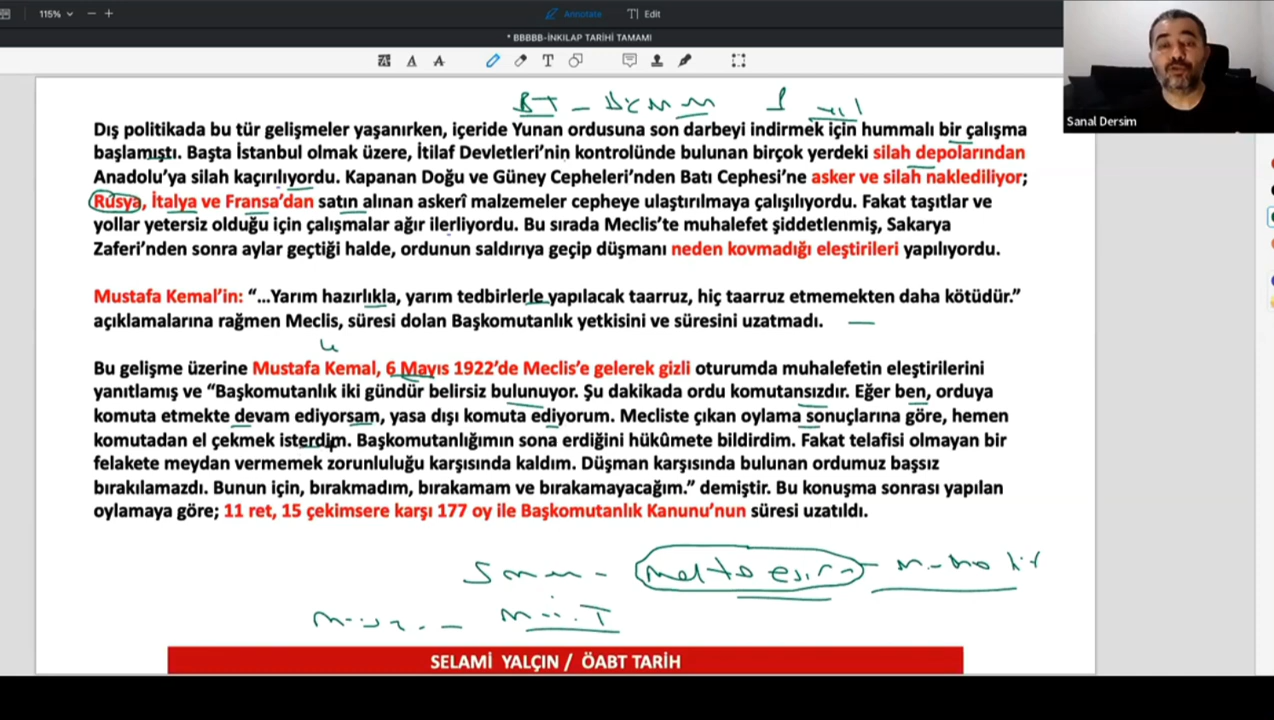 115%
Annotate
Edit
* BBBBB-İNKILAP TARİHİ TAMAMI
Sanal Dersim
BT - BCMM 1 yıl
Dış politikada bu tür gelişmeler yaşanırken, içeride Yunan ordusuna son darbeyi indirmek için hummalı bir çalışma
başlamıştı. Başta İstanbul olmak üzere, İtilaf Devletleri’nin kontrolünde bulunan birçok yerdeki silah depolarından
Anadolu’ya silah kaçırılıyordu. Kapanan Doğu ve Güney Cepheleri’nden Batı Cephesi’ne asker ve silah naklediliyor;
Rusya, İtalya ve Fransa’dan satın alınan askerî malzemeler cepheye ulaştırılmaya çalışılıyordu. Fakat taşıtlar ve
yollar yetersiz olduğu için çalışmalar ağır ilerliyordu. Bu sırada Meclis’te muhalefet şiddetlenmiş, Sakarya
Zaferi’nden sonra aylar geçtiği halde, ordunun saldırıya geçip düşmanı neden kovmadığı eleştirileri yapılıyordu.
Mustafa Kemal’in: “...Yarım hazırlıkla, yarım tedbirlerle yapılacak taarruz, hiç taarruz etmemekten daha kötüdür.”
açıklamalarına rağmen Meclis, süresi dolan Başkomutanlık yetkisini ve süresini uzatmadı.
Bu gelişme üzerine Mustafa Kemal, 6 Mayıs 1922’de Meclis’e gelerek gizli oturumda muhalefetin eleştirilerini
yanıtlamış ve “Başkomutanlık iki gündür belirsiz bulunuyor. Şu dakikada ordu komutansızdır. Eğer ben, orduya
komuta etmekte devam ediyorsam, yasa dışı komuta ediyorum. Mecliste çıkan oylama sonuçlarına göre, hemen
komutadan el çekmek isterdim. Başkomutanlığımın sona erdiğini hükûmete bildirdim. Fakat telafisi olmayan bir
felakete meydan vermemek zorunluluğu karşısında kaldım. Düşman karşısında bulunan ordumuz başsız
bırakılamazdı. Bunun için, bırakmadım, bırakamam ve bırakamayacağım.” demiştir. Bu konuşma sonrası yapılan
oylamaya göre; 11 ret, 15 çekimsere karşı 177 oy ile Başkomutanlık Kanunu’nun süresi uzatıldı.
malta esiri
SELAMİ YALÇIN / ÖABT TARİH